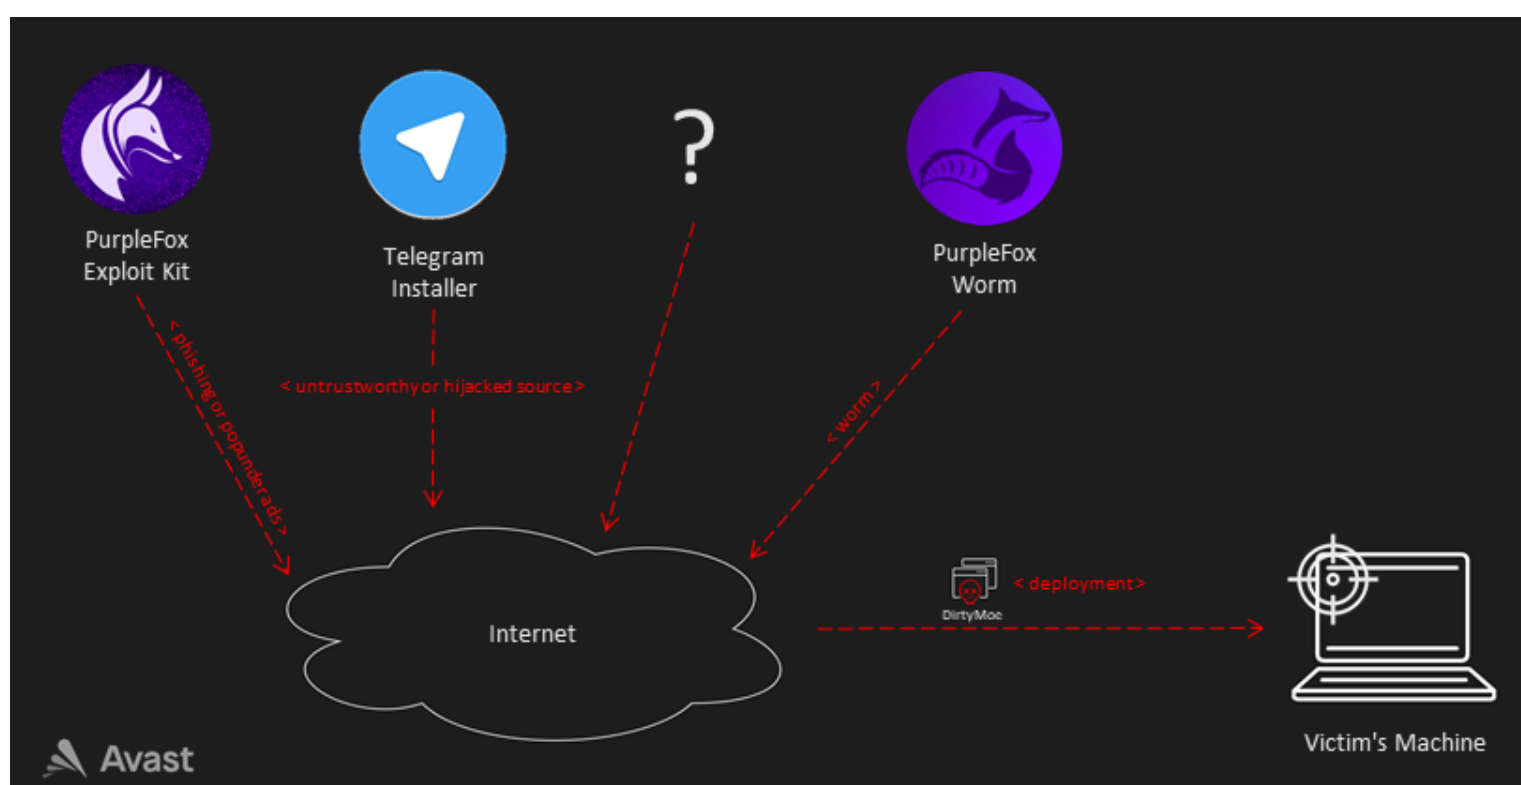 ?
PurpleFox
Exploit Kit
Telegram
Installer
PurpleFox
Worm
< phishing or popunder ads >
< untrustworthy or hijacked source >
< worm >
< deployment >
DirtyMoe
Internet
Victim's Machine
Avast